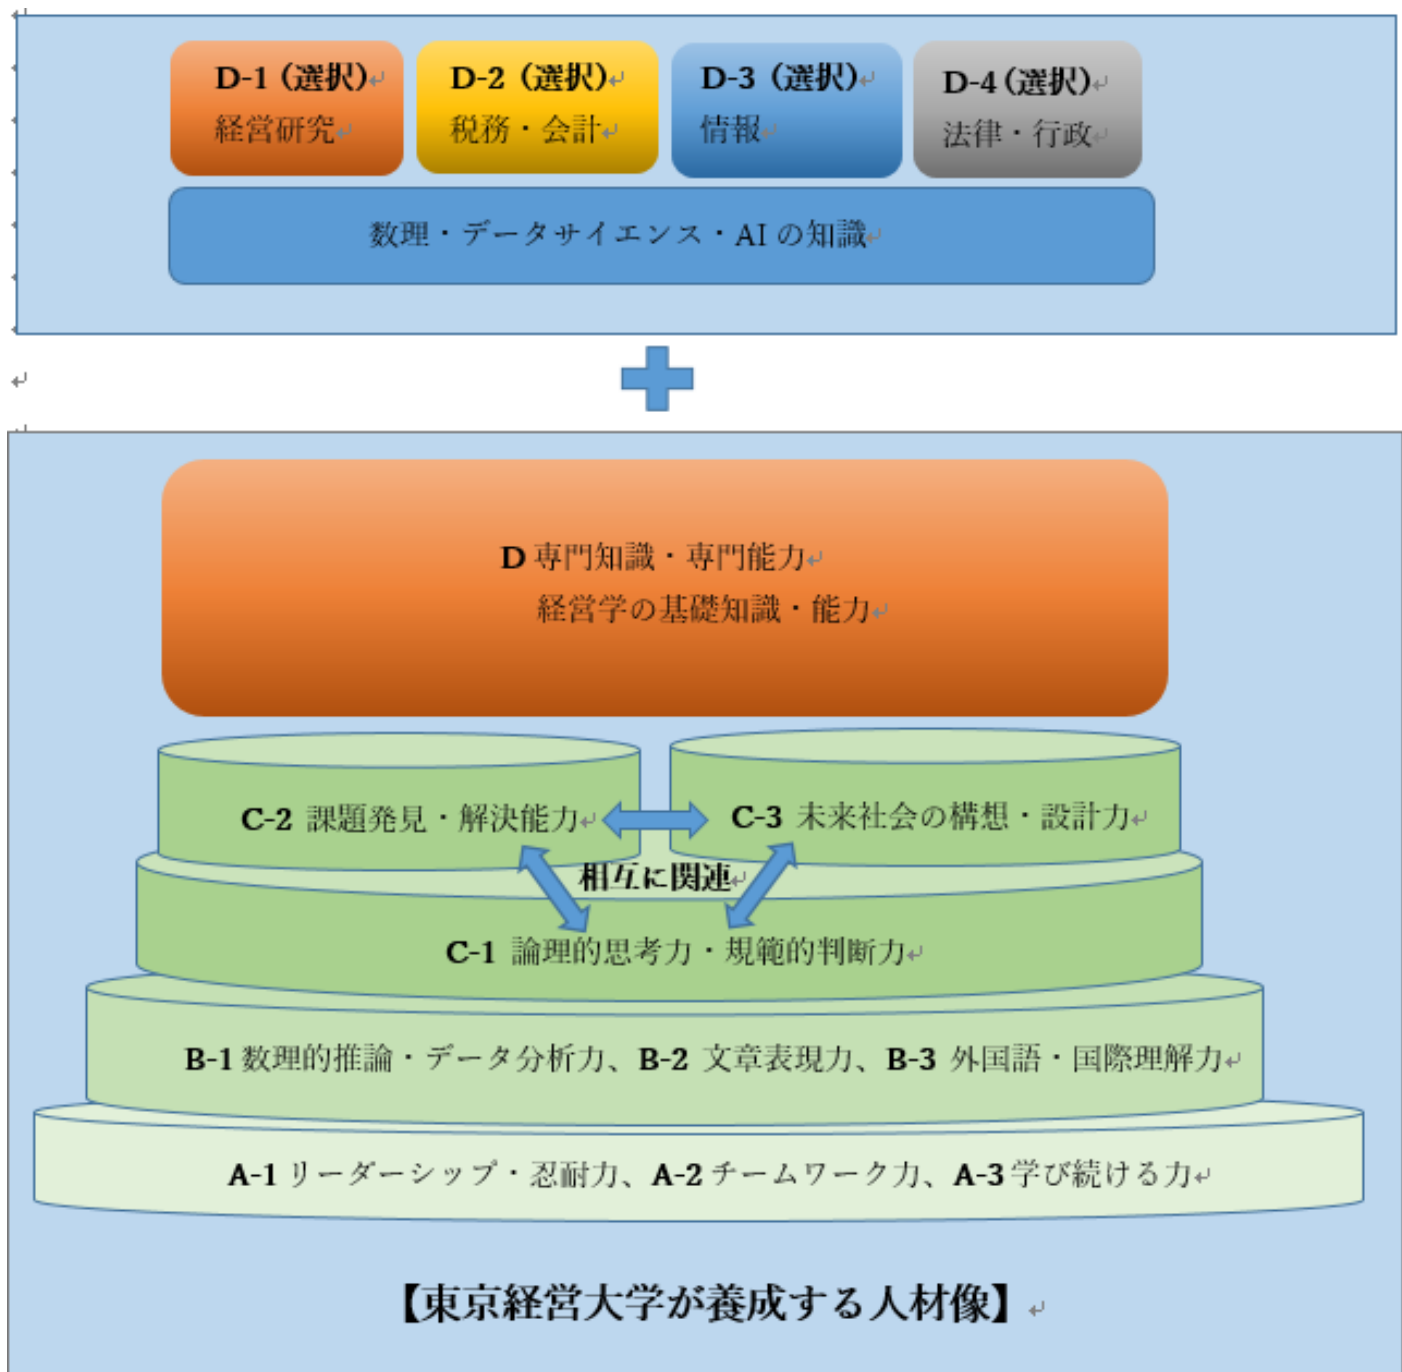 D-1 (選択)
経営研究
D-2 (選択)
税務・会計
D-3 (選択)
情報
D-4 (選択)
法律・行政
数理・データサイエンス・AI の知識
D 専門知識・専門能力
経営学の基礎知識・能力
C-2 課題発見・解決能力
C-3 未来社会の構想・設計力
相互に関連
C-1 論理的思考力・規範的判断力
B-1 数理的推論・データ分析力、B-2 文章表現力、B-3 外国語・国際理解力
A-1 リーダーシップ・忍耐力、A-2 チームワーク力、A-3 学び続ける力
【東京経営大学が養成する人材像】